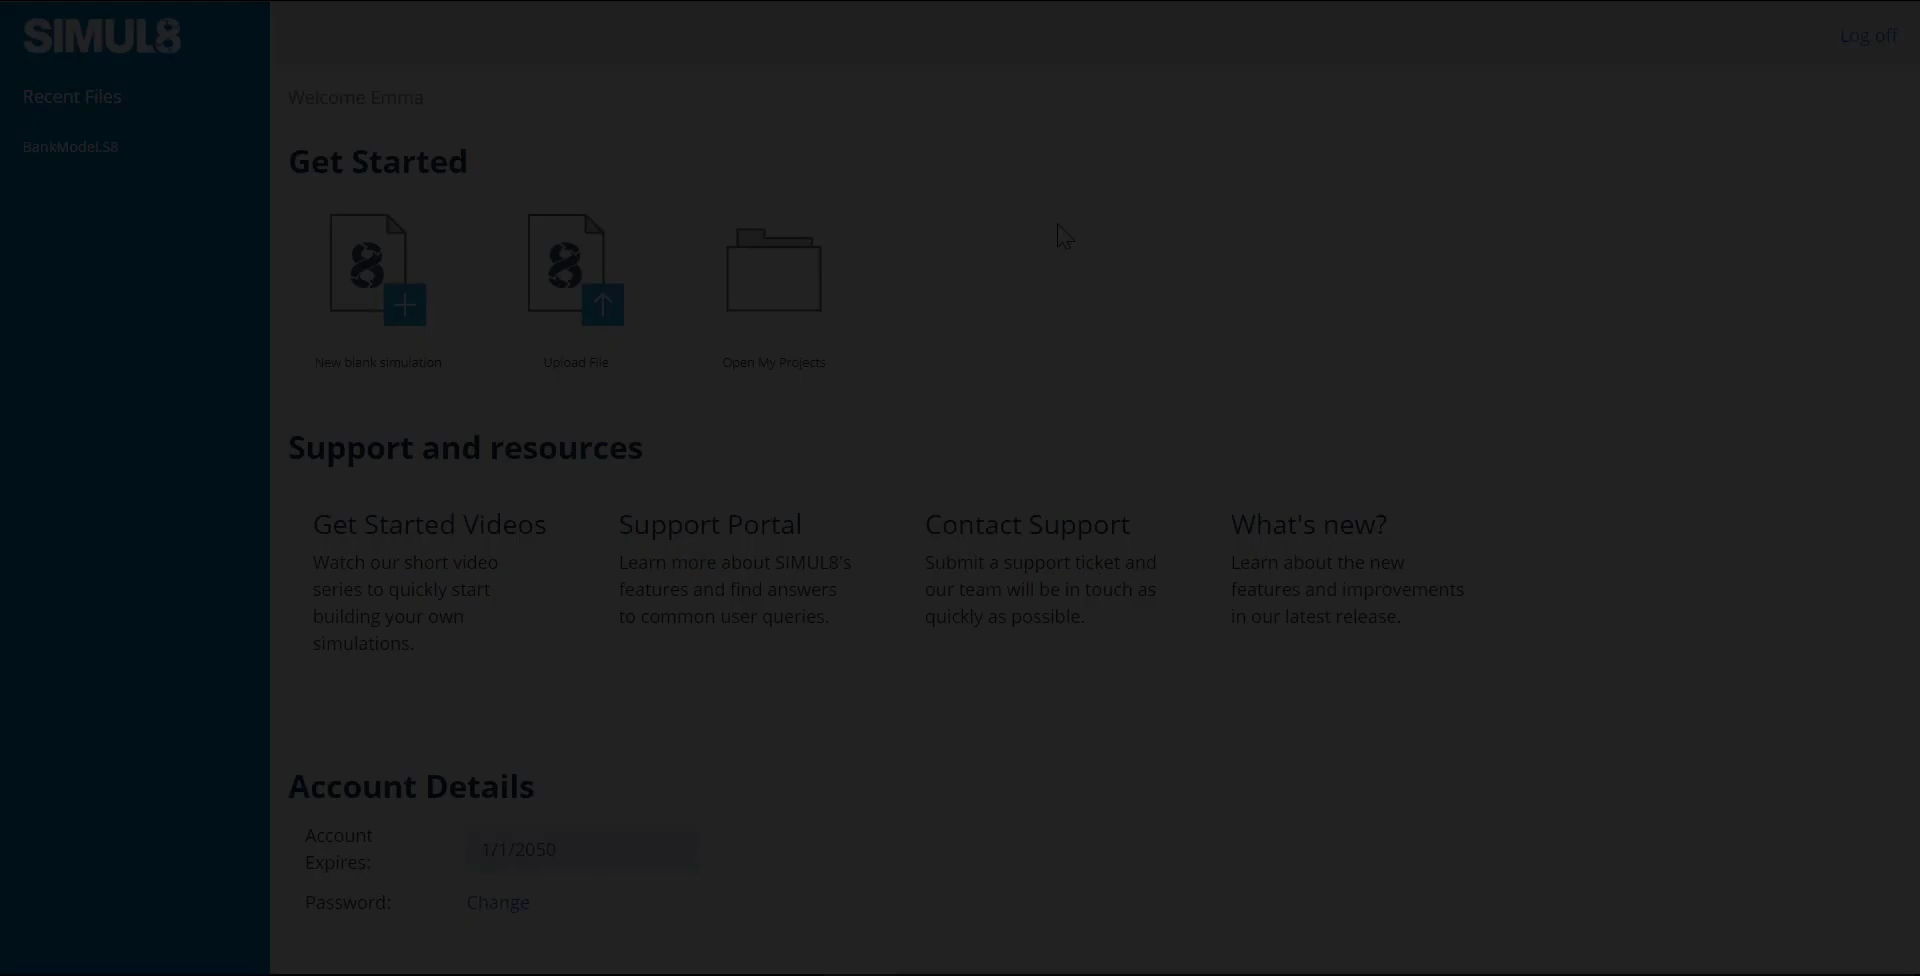 SIMUL8
Log off
Recent Files
BankModel.S8
Welcome Emma
Get Started
New blank simulation
Upload File
Open My Projects
Support and resources
Get Started Videos
Watch our short video
series to quickly start
building your own
simulations.
Support Portal
Learn more about SIMUL8's
features and find answers
to common user queries.
Contact Support
Submit a support ticket and
our team will be in touch as
quickly as possible.
What's new?
Learn about the new
features and improvements
in our latest release.
Account Details
Account
Expires:
1/1/2050
Password:
Change